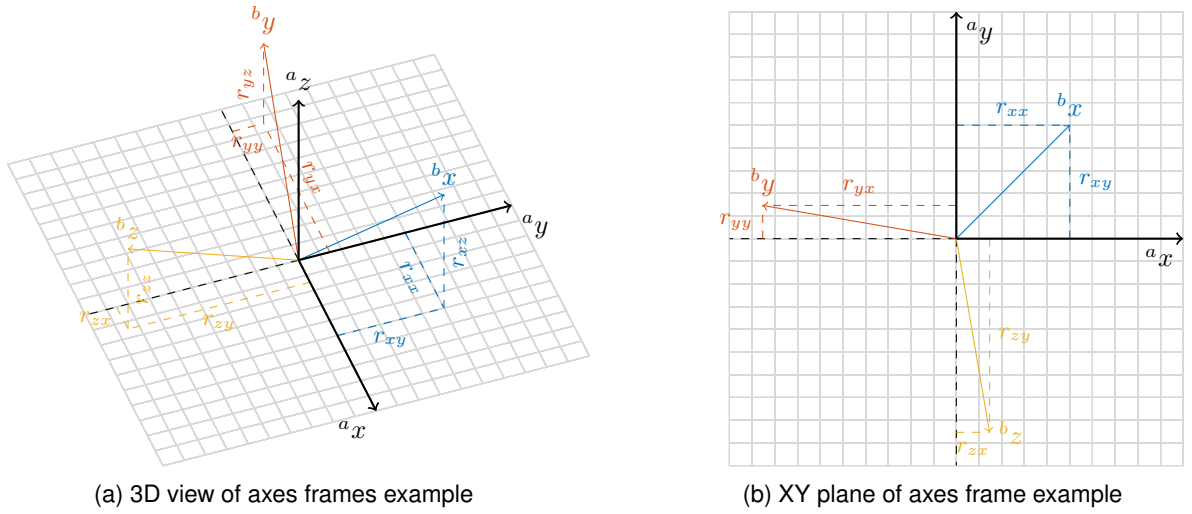 ᵇy
ᵃz
r_yz
r_yy
r_yx
ᵇx
ᵃy
ᵇz
r_xz
r_xx
r_zz
r_zx
r_zy
r_xy
ᵃx
(a) 3D view of axes frames example
ᵃy
r_xx
ᵇx
ᵇy
r_yx
r_xy
r_yy
ᵃx
r_zy
ᵇz
r_zx
(b) XY plane of axes frame example